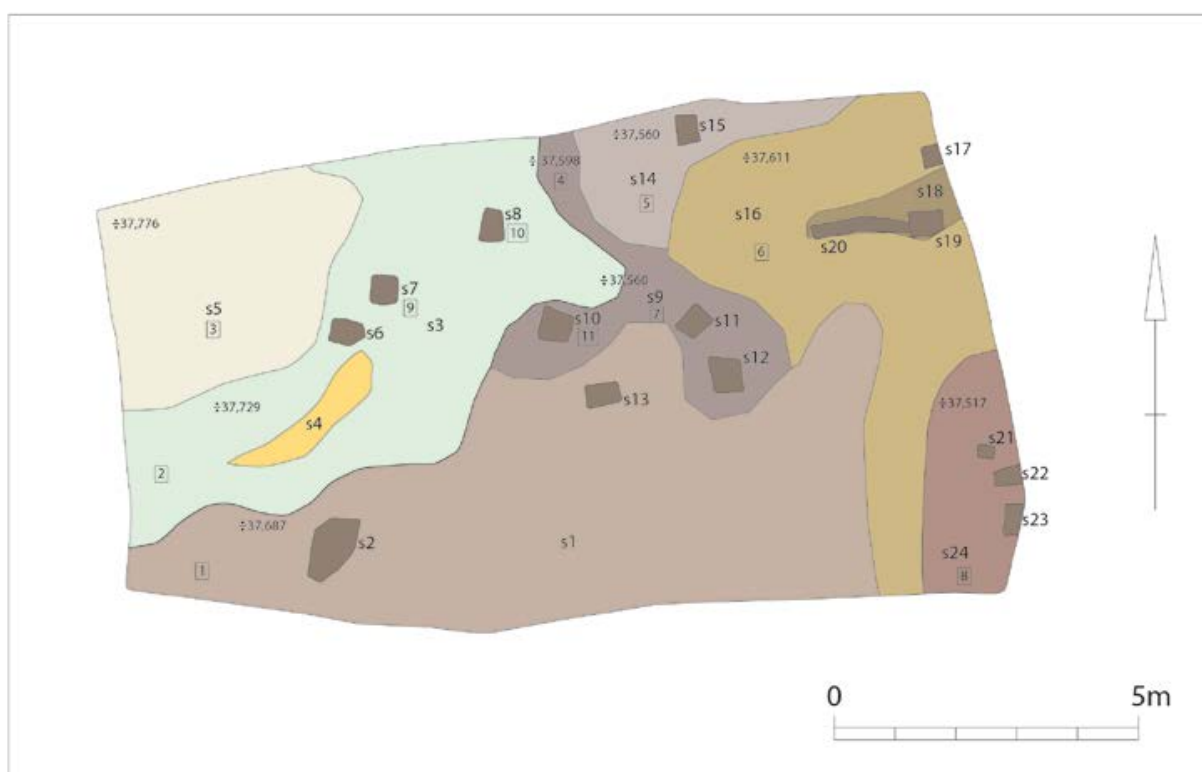 s15
÷37,560
÷37,598
4
÷37,611
s17
s14
5
s18
÷37,776
s8
10
s16
6
s20
s19
÷37,560
s7
9
s9
7
s5
3
s3
s6
s10
11
s11
s12
s13
÷37,729
÷37,517
s4
s21
s22
2
s23
÷37,687
s2
s1
s24
8
1
0 5m